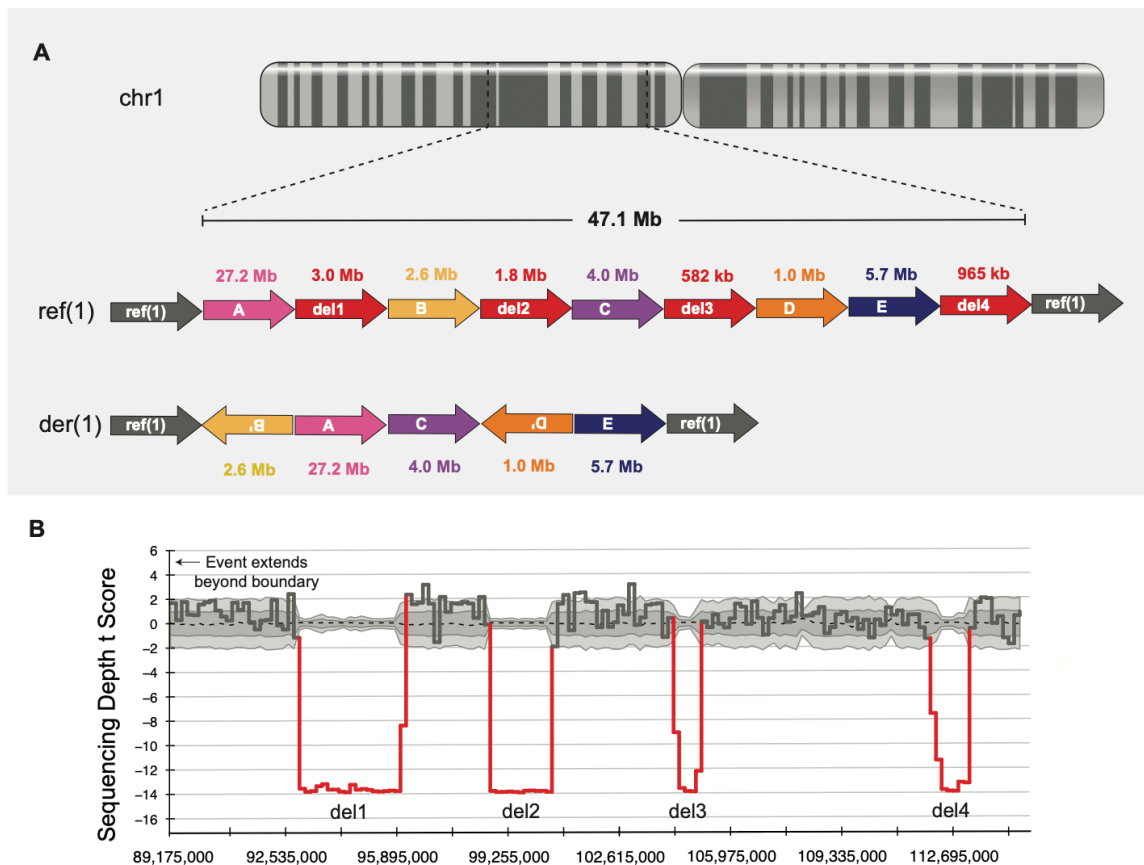 A
chr1
47.1 Mb
27.2 Mb 3.0 Mb 2.6 Mb 1.8 Mb 4.0 Mb 582 kb 1.0 Mb 5.7 Mb 965 kb
ref(1) ref(1) A del1 B del2 C del3 D E del4 ref(1)
der(1) ref(1) B' A C D' E ref(1)
2.6 Mb 27.2 Mb 4.0 Mb 1.0 Mb 5.7 Mb
B
Sequencing Depth t Score
6
4
2
0
−2
−4
−6
−8
−10
−12
−14
−16
← Event extends
beyond boundary
del1 del2 del3 del4
89,175,000 92,535,000 95,895,000 99,255,000 102,615,000 105,975,000 109,335,000 112,695,000